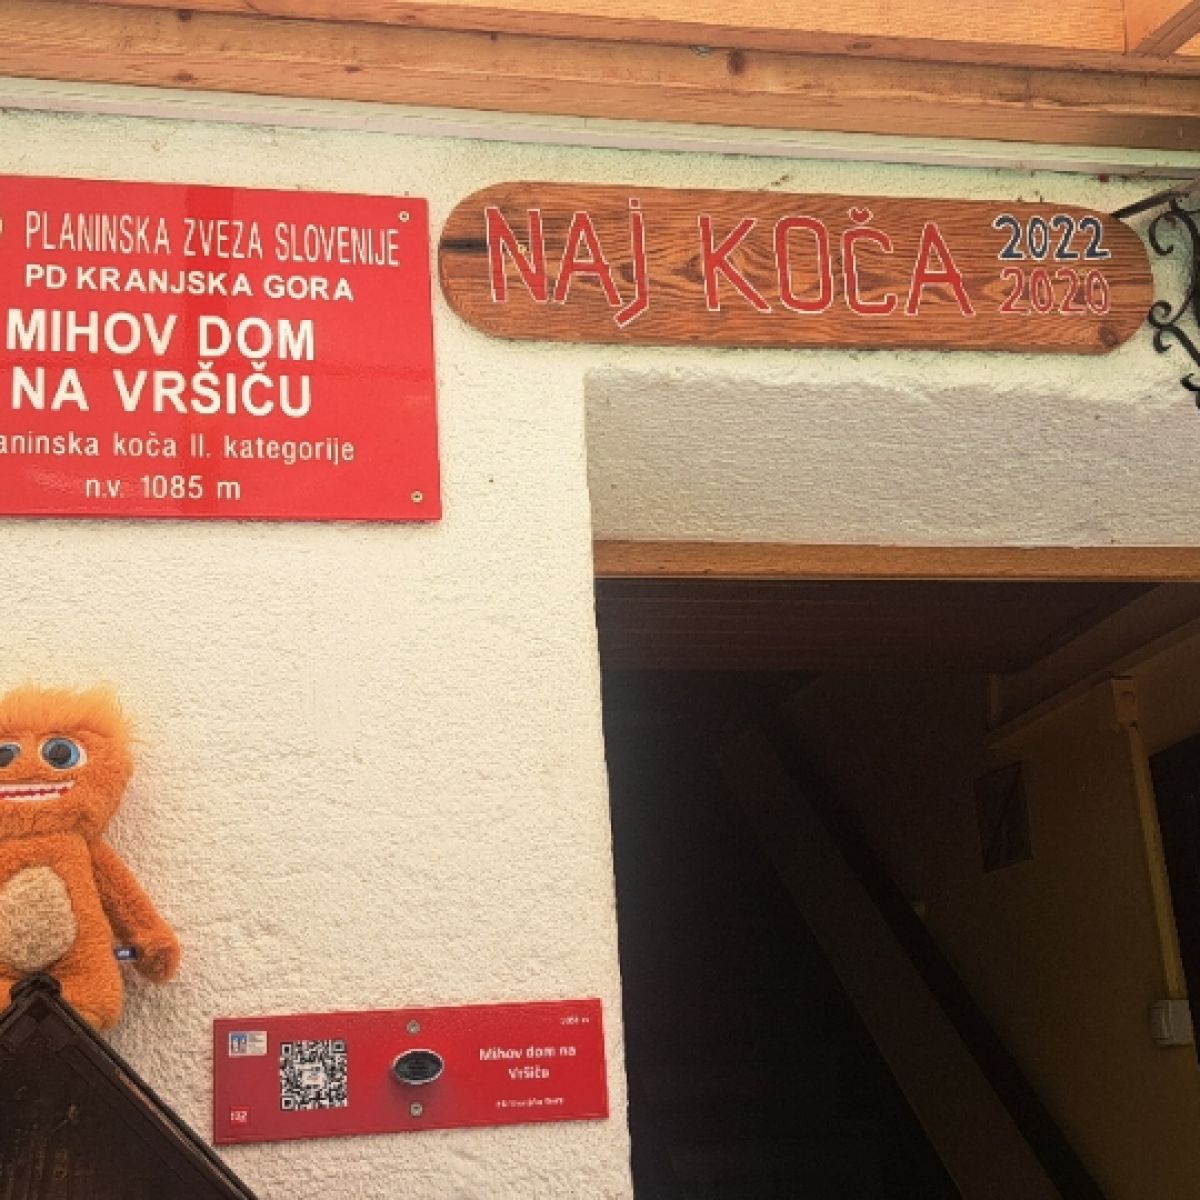 PLANINSKA ZVEZA SLOVENIJE
PD KRANJSKA GORA
MIHOV DOM
NA VRŠIČU
aninska koča II. kategorije
n.v. 1085 m
NAJ KOČA
2022
2020
Mihov dom na
Vršiču